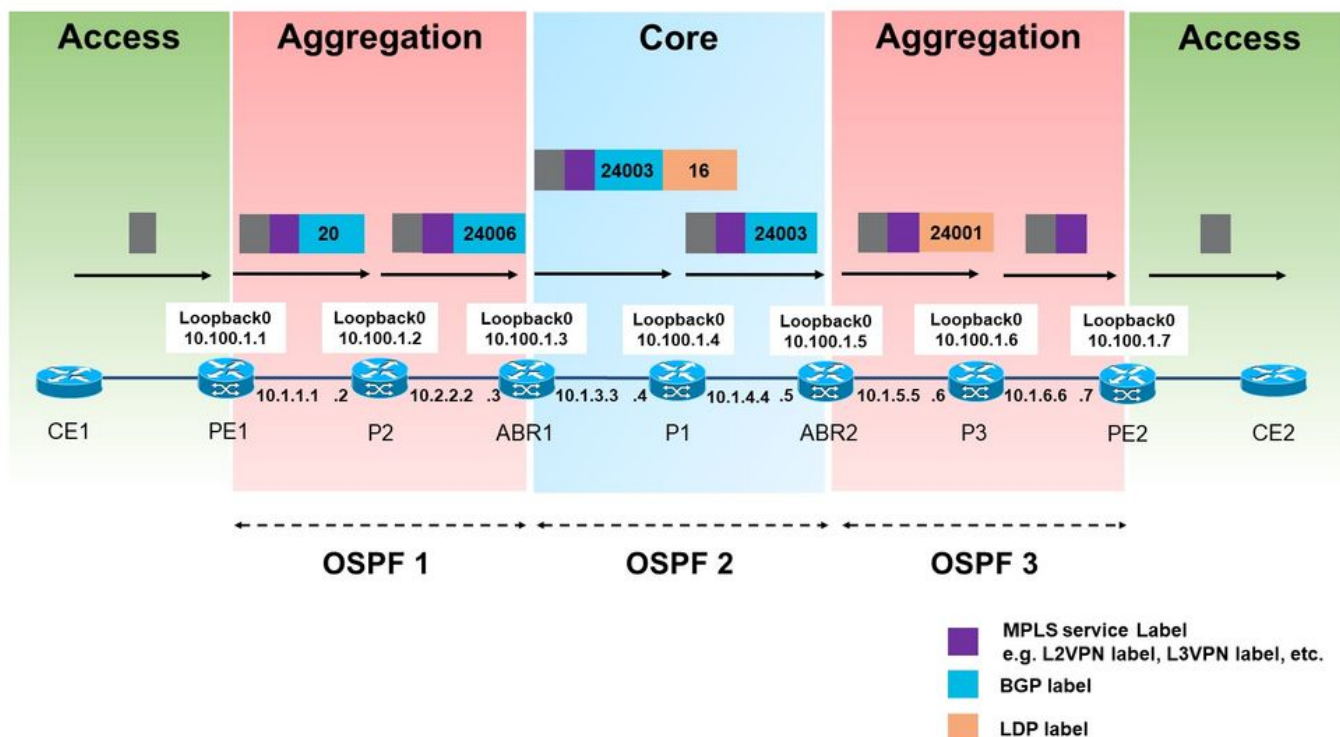 Access
Aggregation
Core
Aggregation
Access
24003 16
20
24006
24003
24001
Loopback0
10.100.1.1
Loopback0
10.100.1.2
Loopback0
10.100.1.3
Loopback0
10.100.1.4
Loopback0
10.100.1.5
Loopback0
10.100.1.6
Loopback0
10.100.1.7
10.1.1.1 .2
10.2.2.2 .3
10.1.3.3 .4
10.1.4.4 .5
10.1.5.5 .6
10.1.6.6 .7
CE1
PE1
P2
ABR1
P1
ABR2
P3
PE2
CE2
OSPF 1
OSPF 2
OSPF 3
MPLS service Label
e.g. L2VPN label, L3VPN label, etc.
BGP label
LDP label